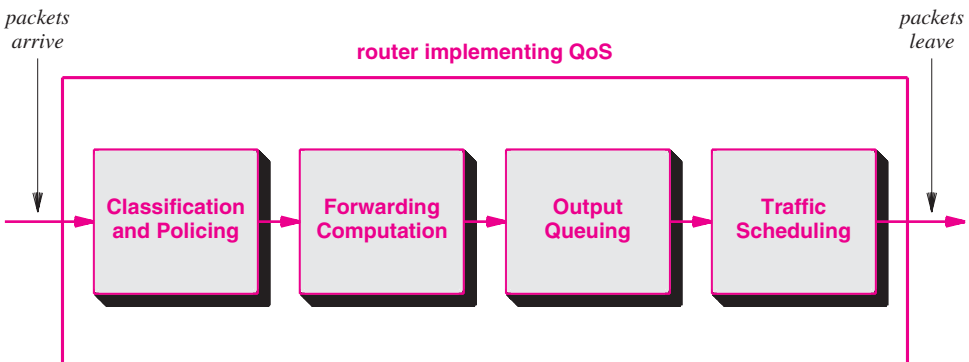 packets
arrive
packets
leave
router implementing QoS
Classification
and Policing
Forwarding
Computation
Output
Queuing
Traffic
Scheduling